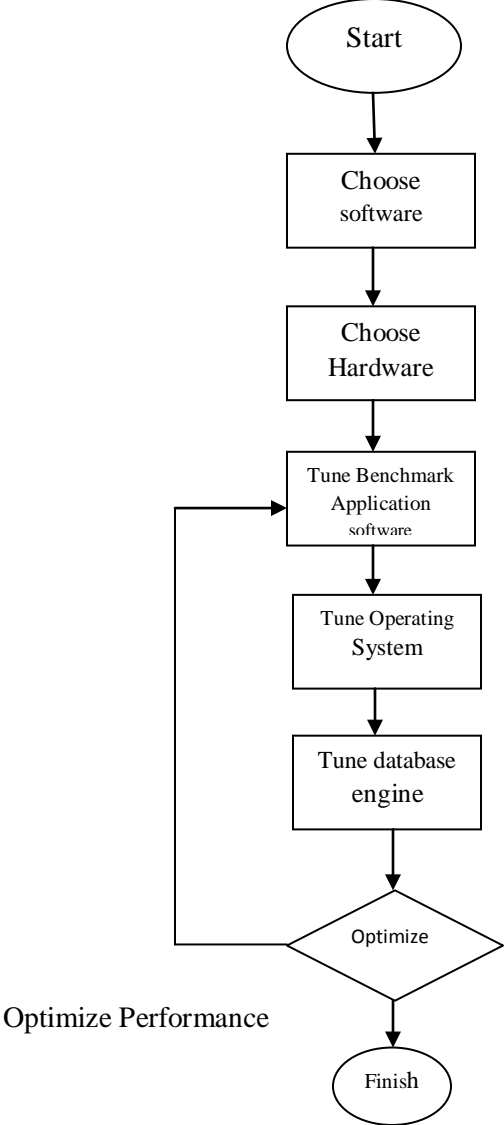 Start
Choose
software
Choose
Hardware
Tune Benchmark
Application
software
Tune Operating
System
Tune database
engine
Optimize
Optimize Performance
Finish